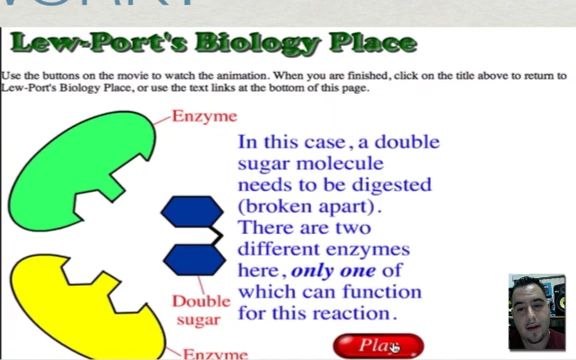 Lew-Port's Biology Place
Use the buttons on the movie to watch the animation. When you are finished, click on the title above to return to
Lew-Port's Biology Place, or use the text links at the bottom of this page.
Enzyme
In this case, a double
sugar molecule
needs to be digested
(broken apart).
There are two
different enzymes
here, only one of
which can function
for this reaction.
Double
sugar
Play
Enzyme